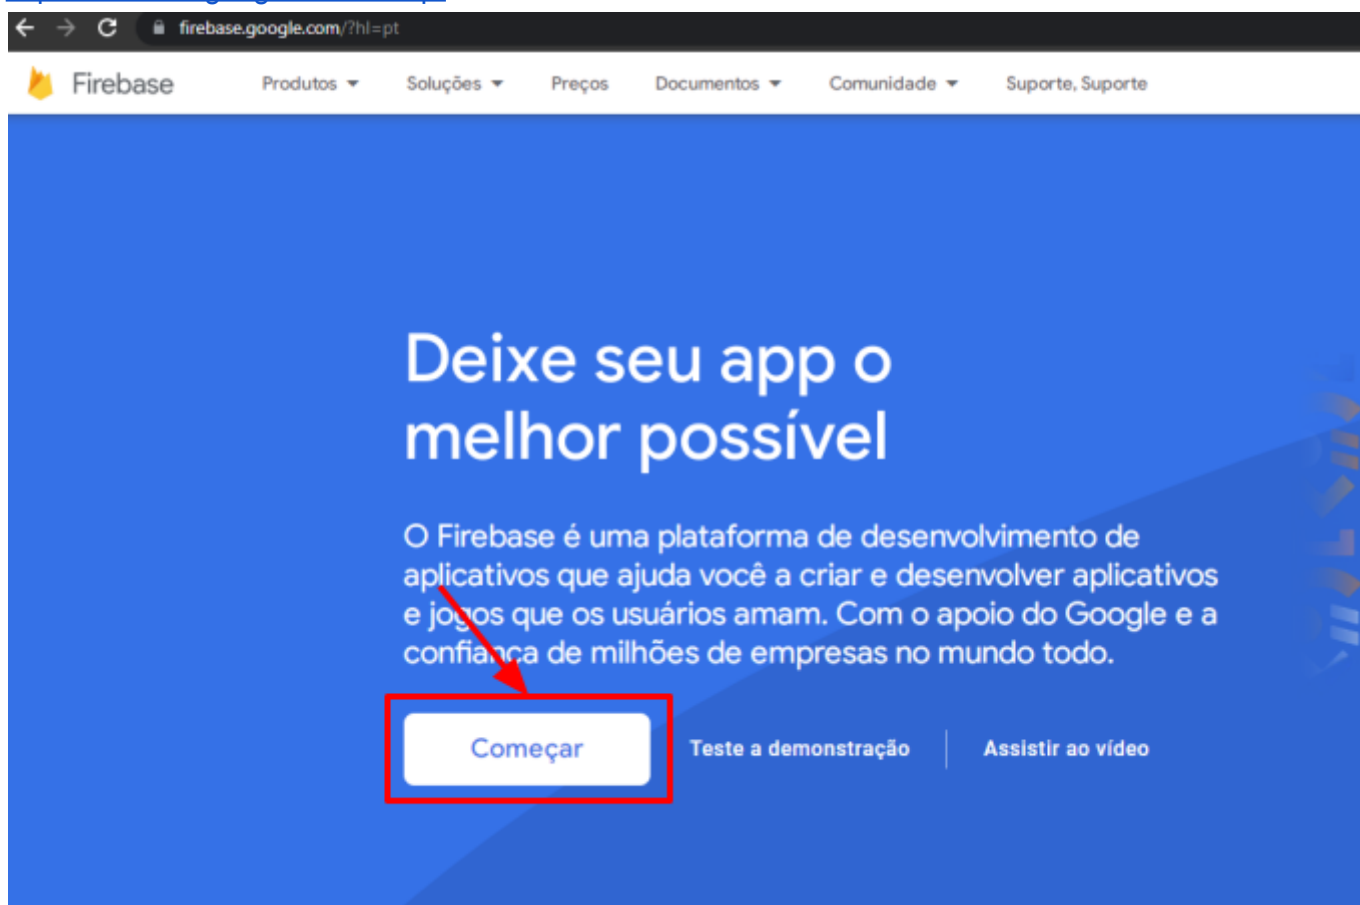 firebase.google.com/?hl=pt
Firebase Produtos Soluções Preços Documentos Comunidade Suporte, Suporte
Deixe seu app o
melhor possível
O Firebase é uma plataforma de desenvolvimento de
aplicativos que ajuda você a criar e desenvolver aplicativos
e jogos que os usuários amam. Com o apoio do Google e a
confiança de milhões de empresas no mundo todo.
Começar Teste a demonstração Assistir ao vídeo